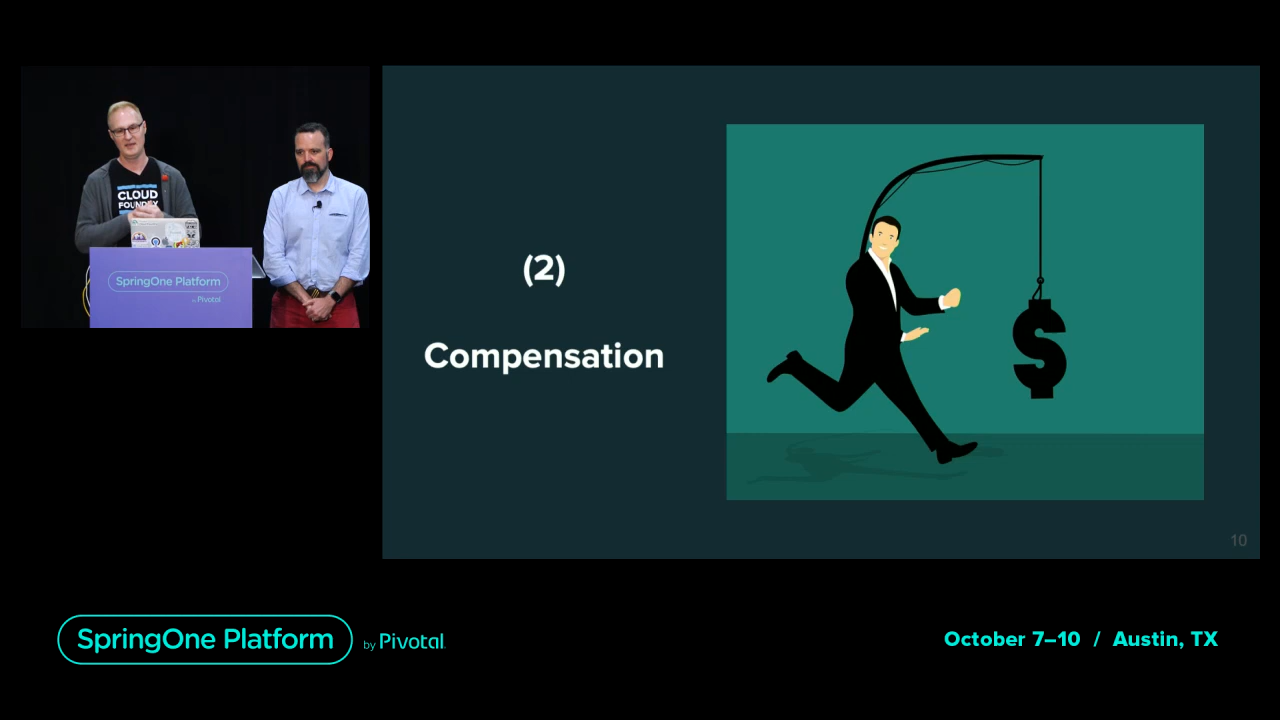 CLOUD
FOUNDRY
SpringOne Platform
by Pivotal
(2)
Compensation
$
10
SpringOne Platform by Pivotal
October 7–10 / Austin, TX